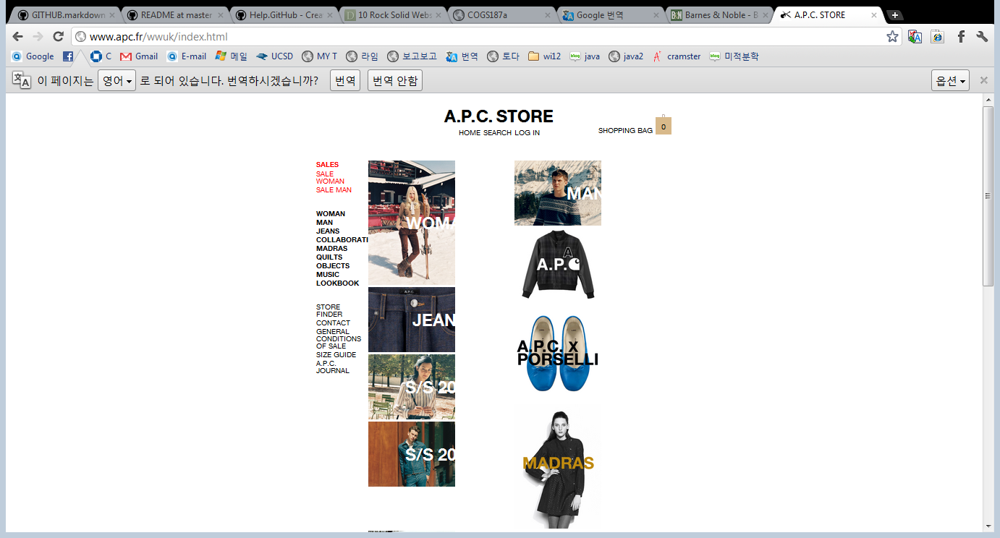 GITHUB.markdown
README at master
Help.GitHub - Crea
10 Rock Solid Webs
COGS187a
Google 번역
Barnes & Noble - B
A.P.C. STORE
www.apc.fr/wwuk/index.html
Google
C
Gmail
E-mail
메일
UCSD
MY T
라임
보고보고
번역
토다
wi12
java
java2
cramster
미적분학
이 페이지는 영어 로 되어 있습니다. 번역하시겠습니까? 번역 번역 안함 옵션
A.P.C. STORE
HOME SEARCH LOG IN
SHOPPING BAG 0
SALES
SALE
WOMAN
SALE MAN
WOMAN
MAN
JEANS
COLLABORATI
MADRAS
QUILTS
OBJECTS
MUSIC
LOOKBOOK
STORE
FINDER
CONTACT
GENERAL
CONDITIONS
OF SALE
SIZE GUIDE
A.P.C.
JOURNAL
WOMA
JEAN
S/S 20
S/S 20
MAN
A
A.P.C
A.P.C. x
PORSELLI
MADRAS